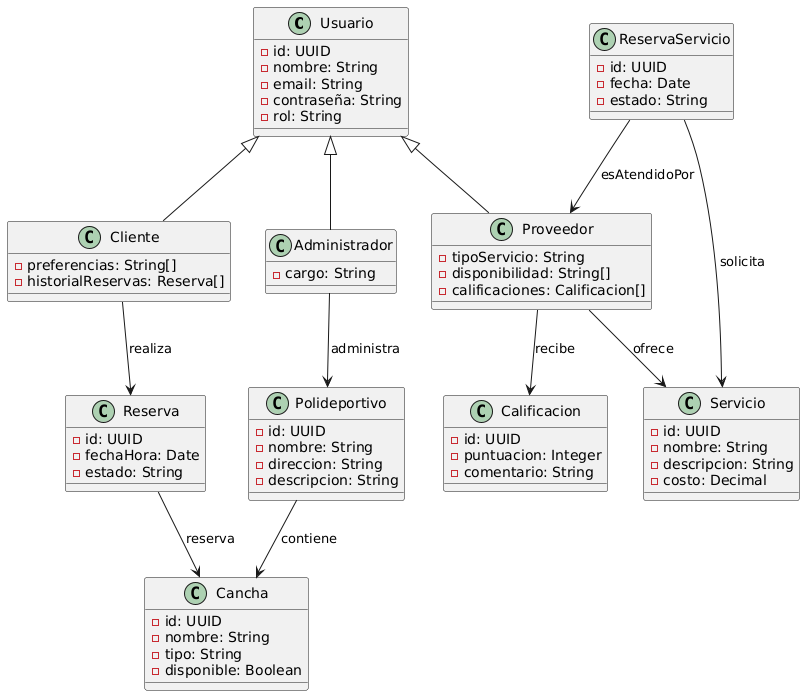 C Usuario
id: UUID
nombre: String
email: String
contraseña: String
rol: String
C ReservaServicio
id: UUID
fecha: Date
estado: String
esAtendidoPor
C Cliente
preferencias: String[]
historialReservas: Reserva[]
C Administrador
cargo: String
C Proveedor
tipoServicio: String
disponibilidad: String[]
calificaciones: Calificacion[]
solicita
realiza
administra
recibe
ofrece
C Reserva
id: UUID
fechaHora: Date
estado: String
C Polideportivo
id: UUID
nombre: String
direccion: String
descripcion: String
C Calificacion
id: UUID
puntuacion: Integer
comentario: String
C Servicio
id: UUID
nombre: String
descripcion: String
costo: Decimal
reserva
contiene
C Cancha
id: UUID
nombre: String
tipo: String
disponible: Boolean